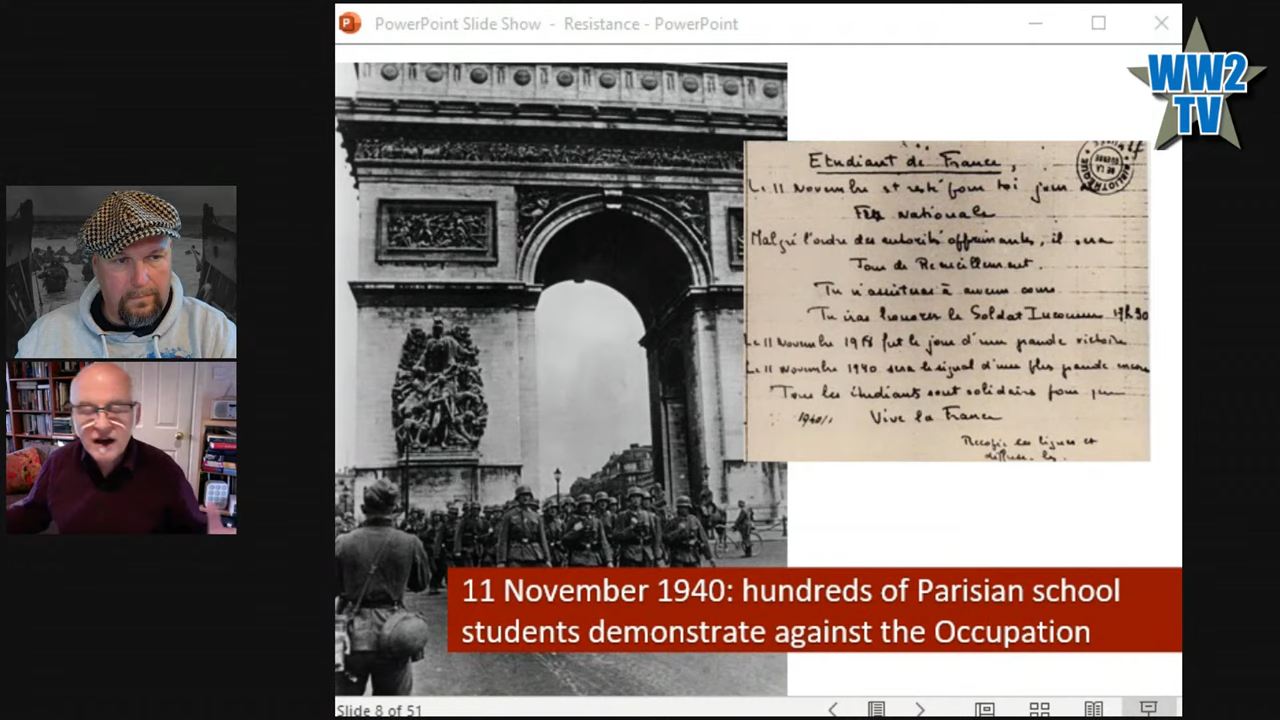 PowerPoint Slide Show - Resistance - PowerPoint
WW2
TV
Etudiant de France,
Le 11 Novembre est resté pour toi jour
Fête Nationale
Malgré l'ordre des autorités opprimantes, il sera
Jour de Recueillement.
Tu n'assisteras à aucun cours
Tu iras honorer le Soldat Inconnu 17h30
Le 11 Novembre 1918 fut le jour d'une grande victoire
Le 11 Novembre 1940 sera le signal d'une plus grande encore
Tous les étudiants sont solidaires pour que
Vive la France
1940
Recopie ces lignes et
diffuse les.
11 November 1940: hundreds of Parisian school
students demonstrate against the Occupation
Slide 8 of 51